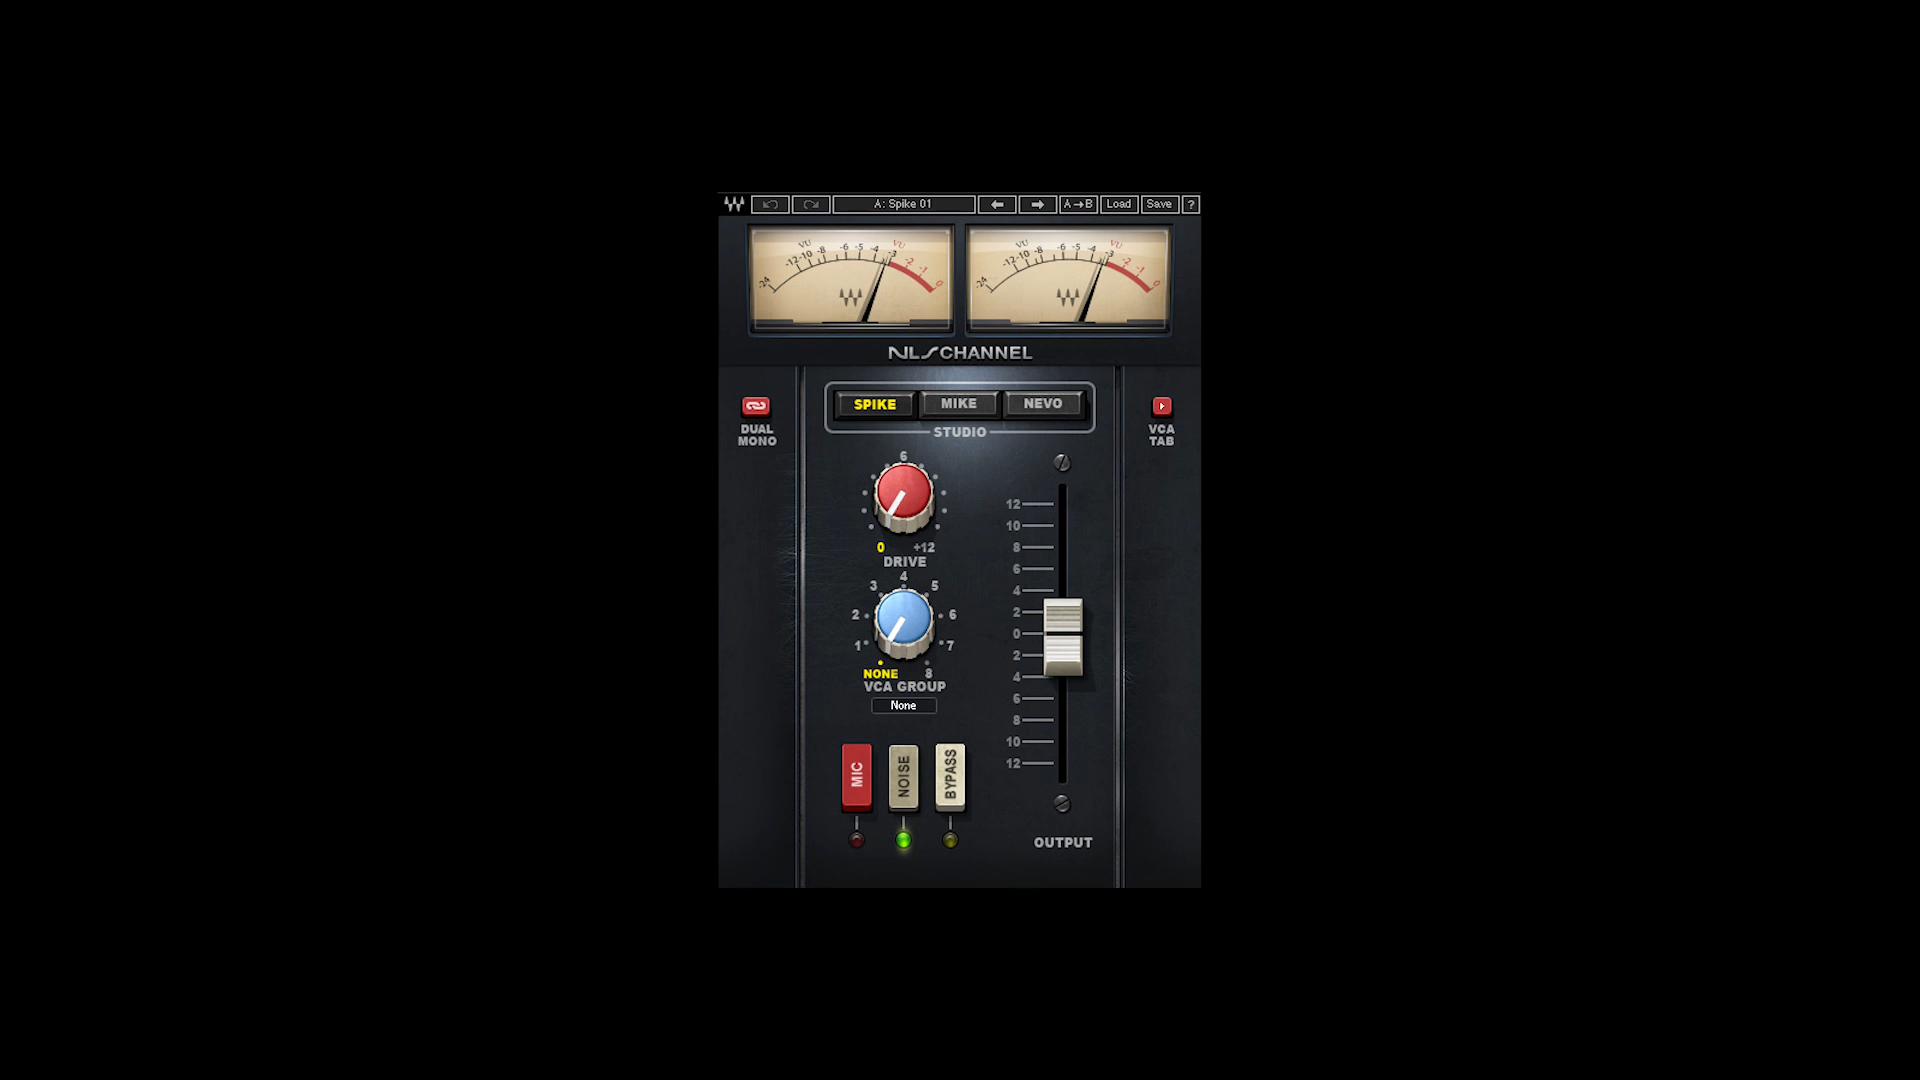 A: Spike 01 A→B Load Save ?
VU VU
-24 -12 -10 -8 -6 -5 -4 -3 -2 -1 0
VU VU
-24 -12 -10 -8 -6 -5 -4 -3 -2 -1 0
NLS CHANNEL
SPIKE MIKE NEVO
STUDIO
DUAL
MONO
VCA
TAB
6
0 +12
DRIVE
4
3 5
2 6
1 7
NONE 8
VCA GROUP
None
MIC NOISE BYPASS
12
10
8
6
4
2
0
2
4
6
8
10
12
OUTPUT